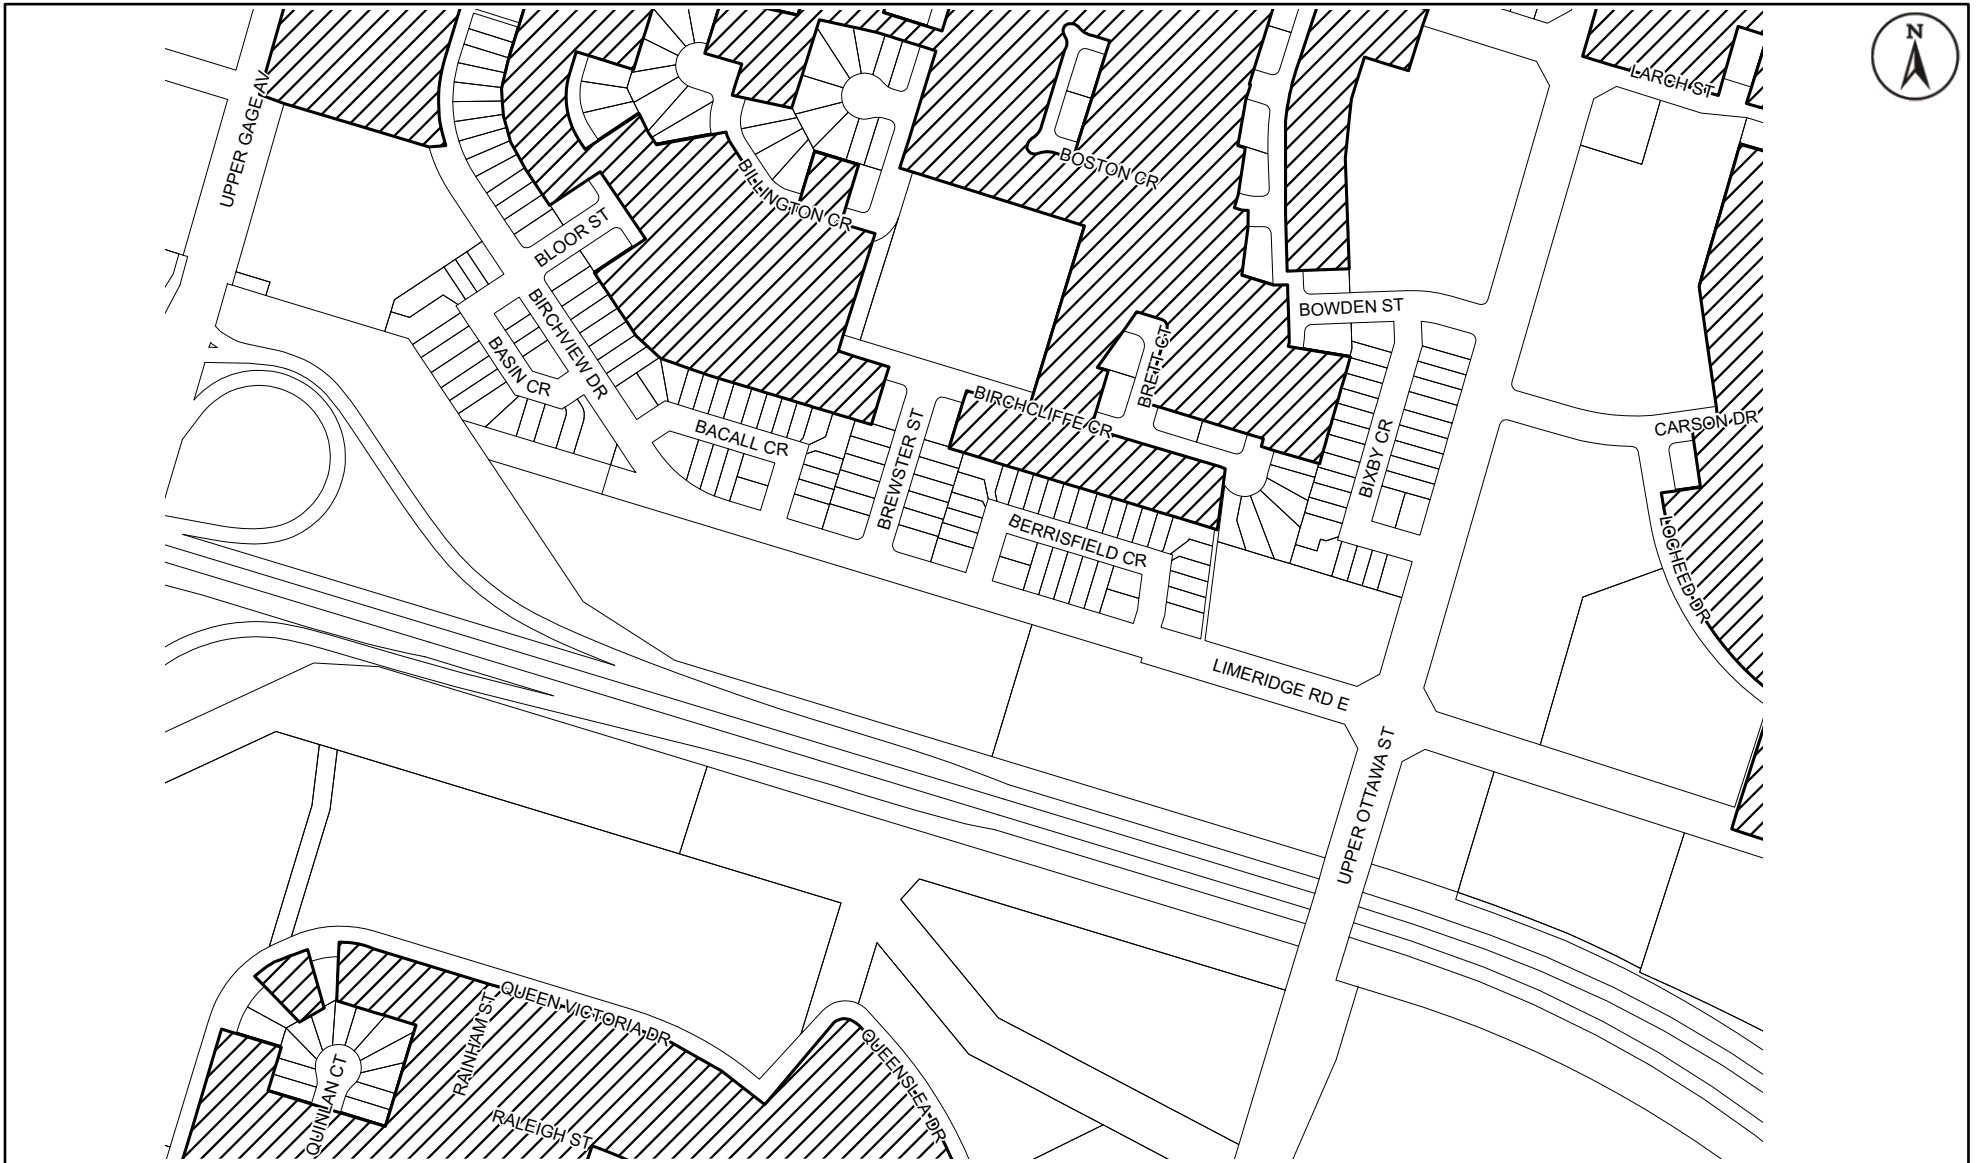 N
LARCH ST
UPPER GAGE AV
BOSTON CR
BILLINGTON CR
BLOOR ST
BOWDEN ST
BIRCHVIEW DR
BASIN CR
BRETT CT
BIRCHCLIFFE CR
CARSON DR
BACALL CR
BREWSTER ST
BIXBY CR
BERRISFIELD CR
LOCHEED DR
LIMERIDGE RD E
UPPER OTTAWA ST
QUEEN VICTORIA DR
RAINHAM ST
QUEENSLEA DR
QUINLAN CT
RALEIGH ST